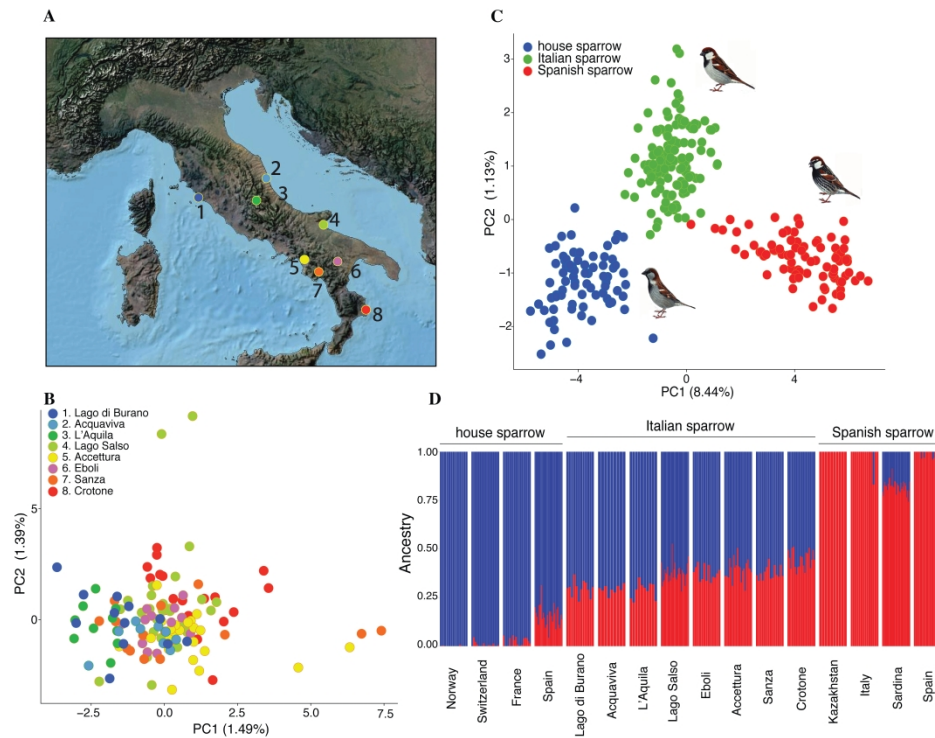 A
1
2
3
4
5
6
7
8
C
house sparrow
Italian sparrow
Spanish sparrow
PC2 (1.13%)
3
2
1
0
−1
−2
−4
0
4
PC1 (8.44%)
B
1. Lago di Burano
2. Acquaviva
3. L'Aquila
4. Lago Salso
5. Accettura
6. Eboli
7. Sanza
8. Crotone
PC2 (1.39%)
5
0
−2.5
0.0
2.5
5.0
7.5
PC1 (1.49%)
D
house sparrow
Italian sparrow
Spanish sparrow
Ancestry
1.00
0.75
0.50
0.25
0.00
Norway
Switzerland
France
Spain
Lago di Burano
Acquaviva
L'Aquila
Lago Salso
Eboli
Accettura
Sanza
Crotone
Kazakhstan
Italy
Sardina
Spain